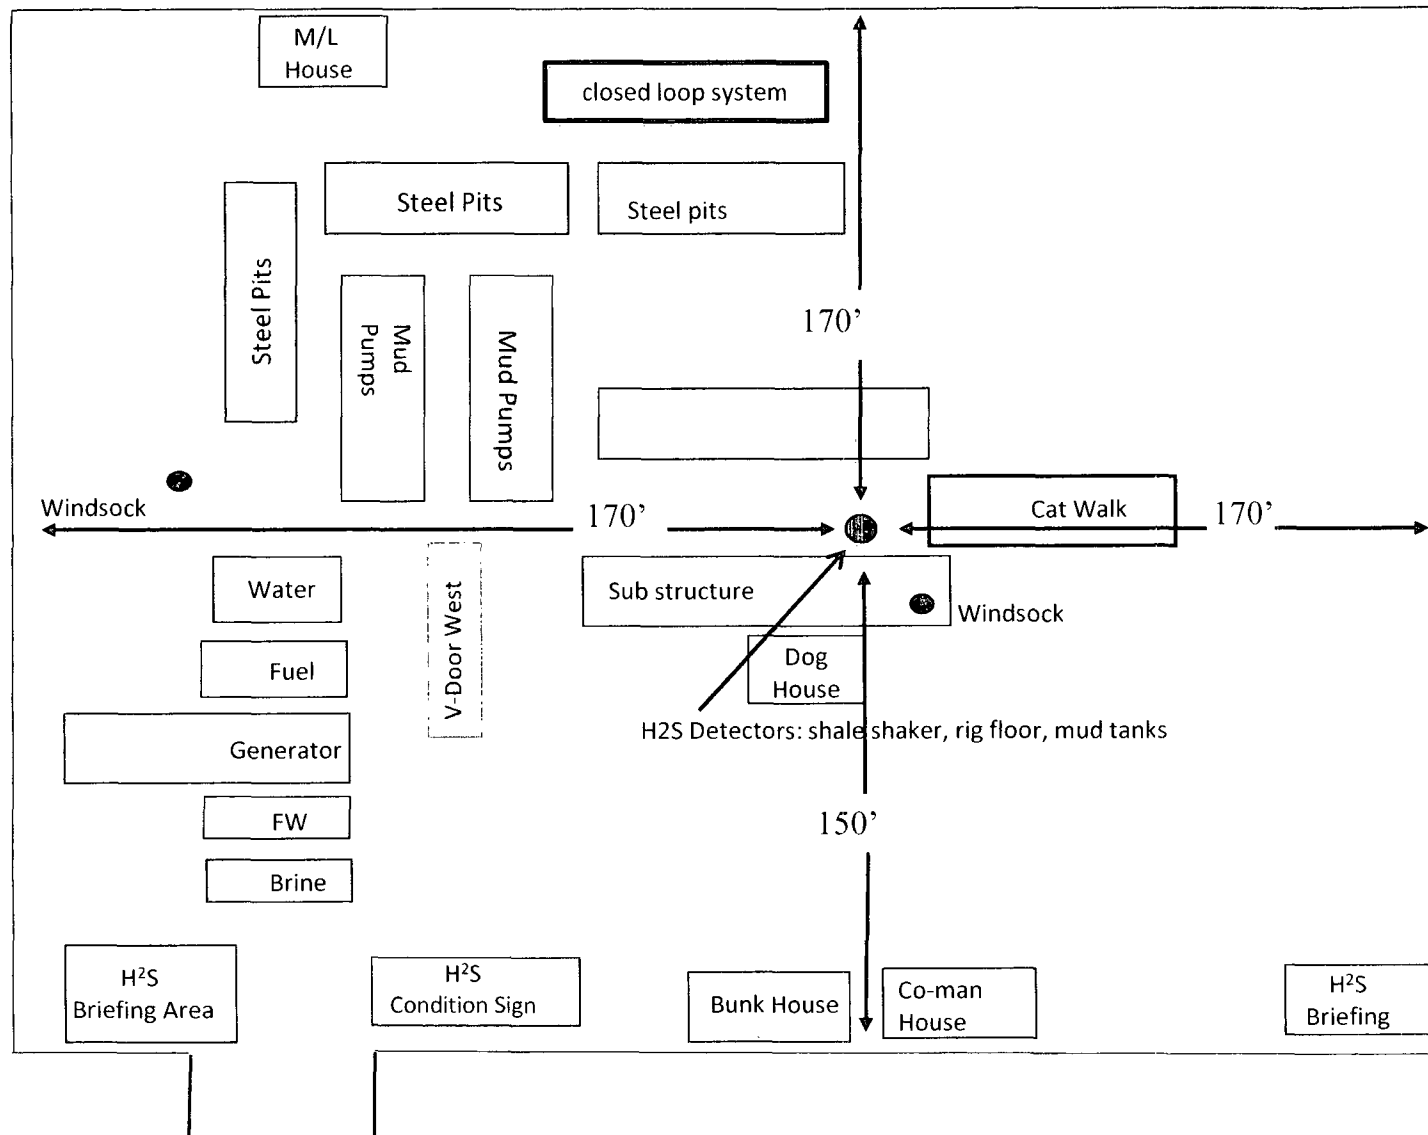 M/L
House
closed loop system
Steel Pits
Steel pits
Steel Pits
Mud
Pumps
Mud Pumps
170’
Windsock
170’
Cat Walk
170’
Water
Sub structure
Windsock
V-Door West
Fuel
Dog
House
H2S Detectors: shale shaker, rig floor, mud tanks
Generator
150’
FW
Brine
H²S
Briefing Area
H²S
Condition Sign
Bunk House
Co-man
House
H²S
Briefing